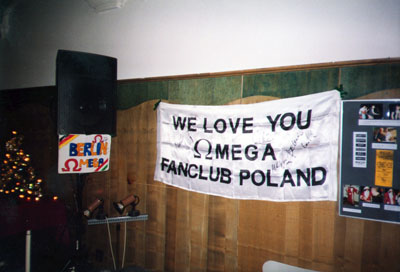 BERLIN
ΩMEGA
WE LOVE YOU
ΩMEGA
FANCLUB POLAND